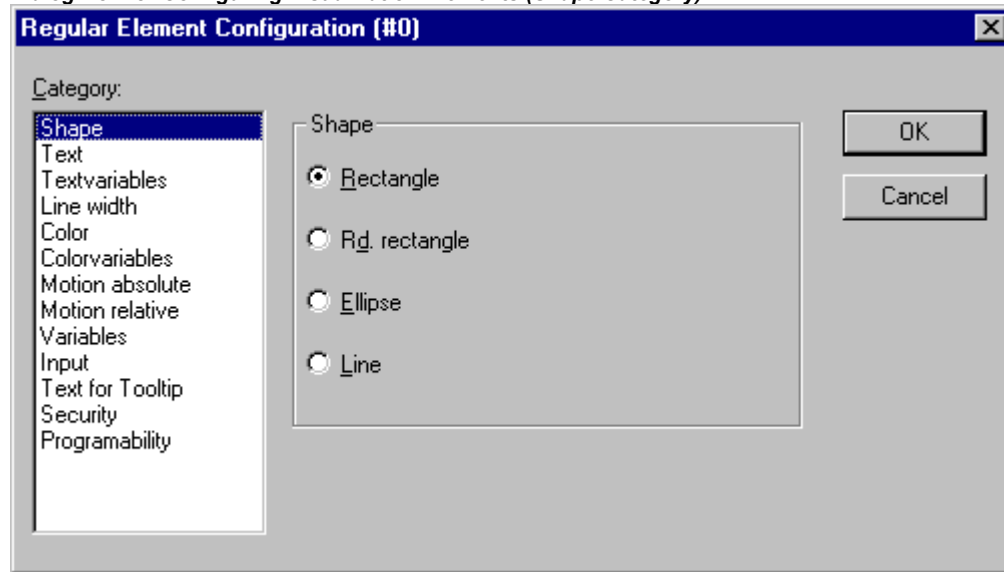 Regular Element Configuration (#0)
Category:
Shape
Text
Textvariables
Line width
Color
Colorvariables
Motion absolute
Motion relative
Variables
Input
Text for Tooltip
Security
Programability
Shape
Rectangle
Rd. rectangle
Ellipse
Line
OK
Cancel